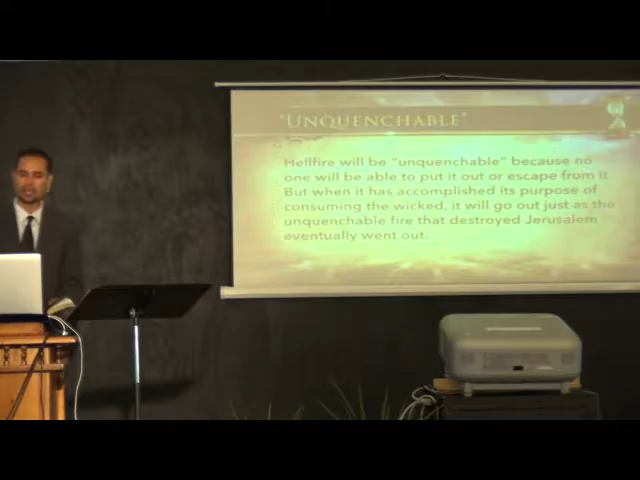 "UNQUENCHABLE"
Hellfire will be "unquenchable" because no
one will be able to put it out or escape from it
But when it has accomplished its purpose of
consuming the wicked, it will go out just as the
unquenchable fire that destroyed Jerusalem
eventually went out.